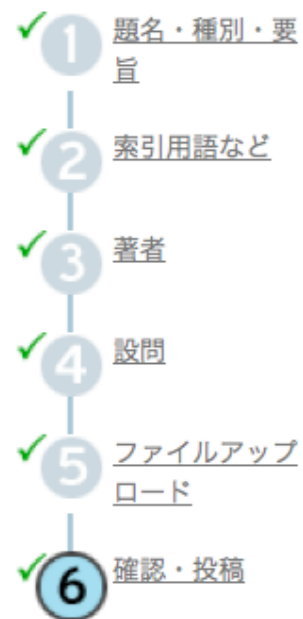 1
題名・種別・要
旨
2
索引用語など
3
著者
4
設問
5
ファイルアップ
ロード
6
確認・投稿